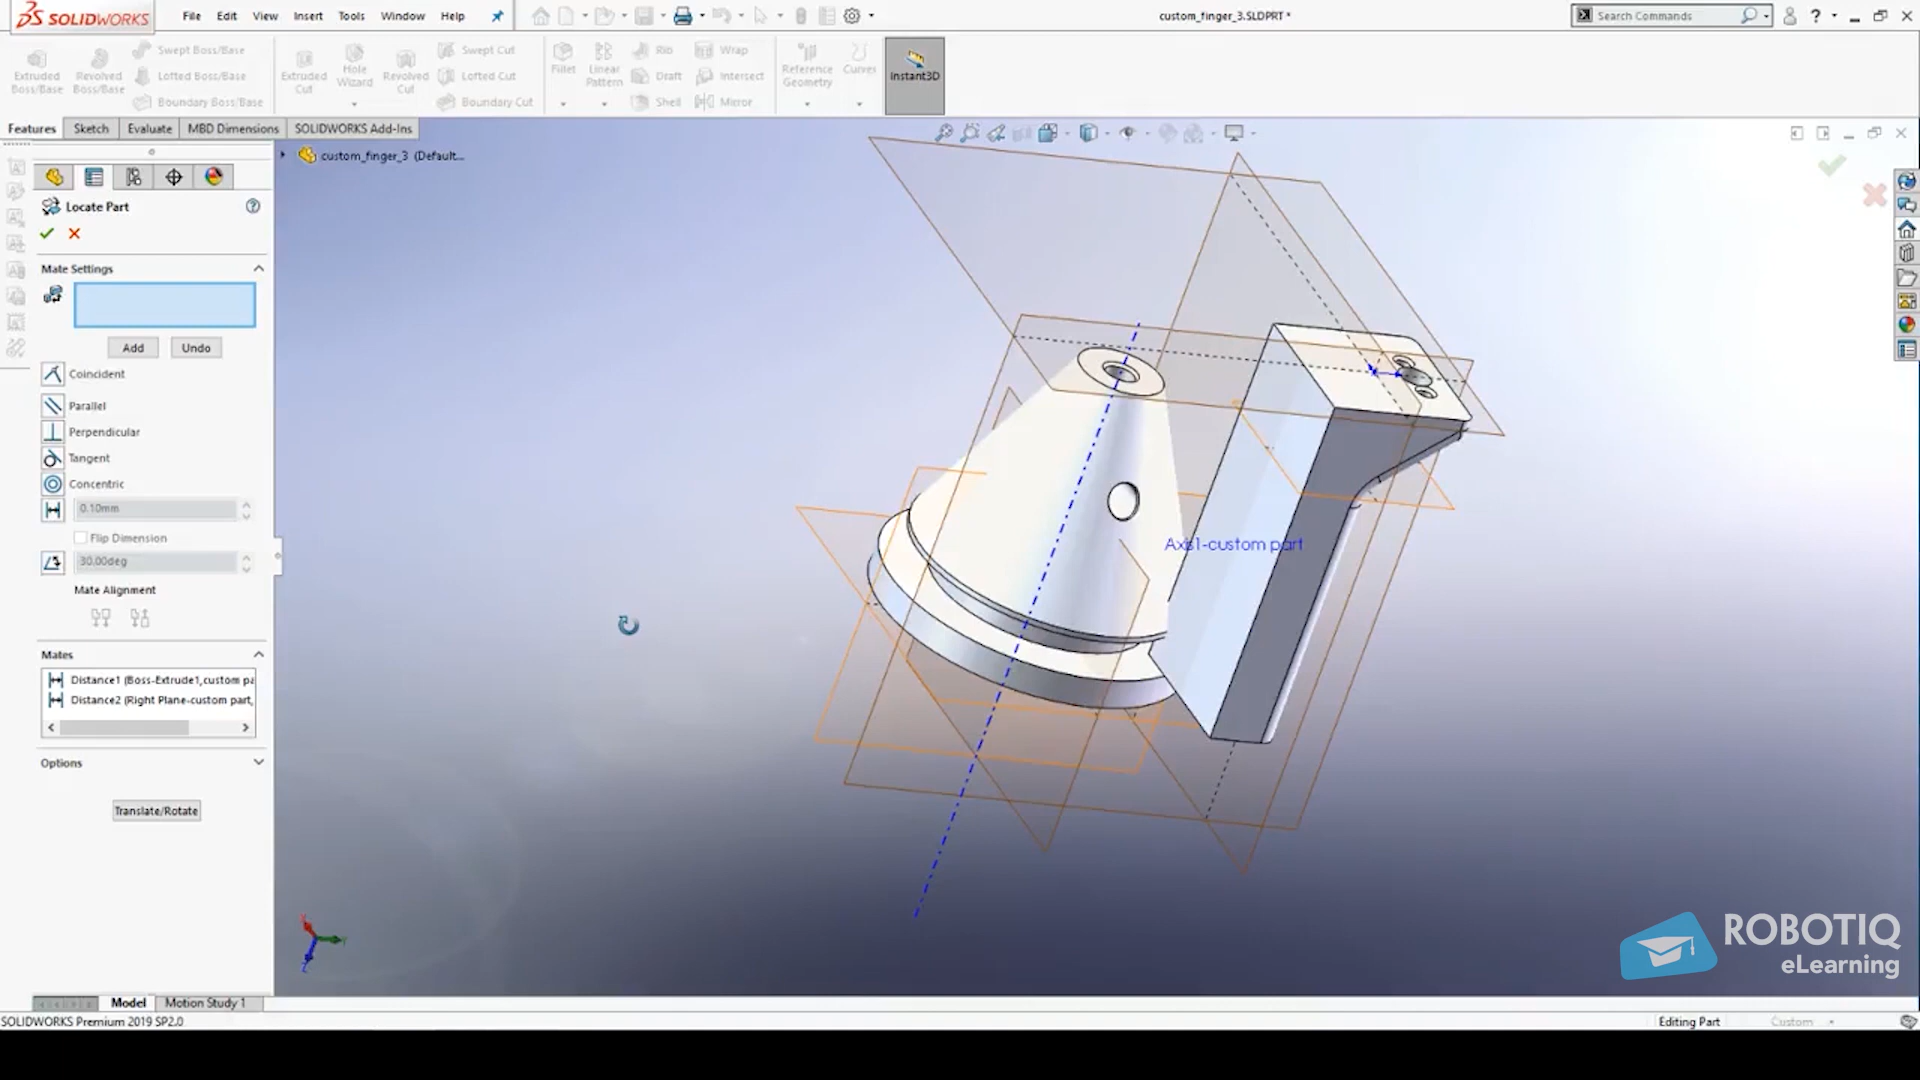 SOLIDWORKS
File Edit View Insert Tools Window Help
custom_finger_3.SLDPRT *
Search Commands
Extruded Boss/Base
Revolved Boss/Base
Swept Boss/Base
Lofted Boss/Base
Boundary Boss/Base
Extruded Cut
Hole Wizard
Revolved Cut
Swept Cut
Lofted Cut
Boundary Cut
Fillet
Linear Pattern
Rib
Draft
Shell
Wrap
Intersect
Mirror
Reference Geometry
Curves
Instant3D
Features Sketch Evaluate MBD Dimensions SOLIDWORKS Add-Ins
custom_finger_3 (Default...
Locate Part
Mate Settings
Add Undo
Coincident
Parallel
Perpendicular
Tangent
Concentric
0.10mm
Flip Dimension
30.00deg
Mate Alignment
Axis1-custom part
Mates
Distance1 (Boss-Extrude1,custom pa
Distance2 (Right Plane-custom part,
Options
Translate/Rotate
ROBOTIQ
eLearning
Model Motion Study 1
SOLIDWORKS Premium 2019 SP2.0
Editing Part
Custom